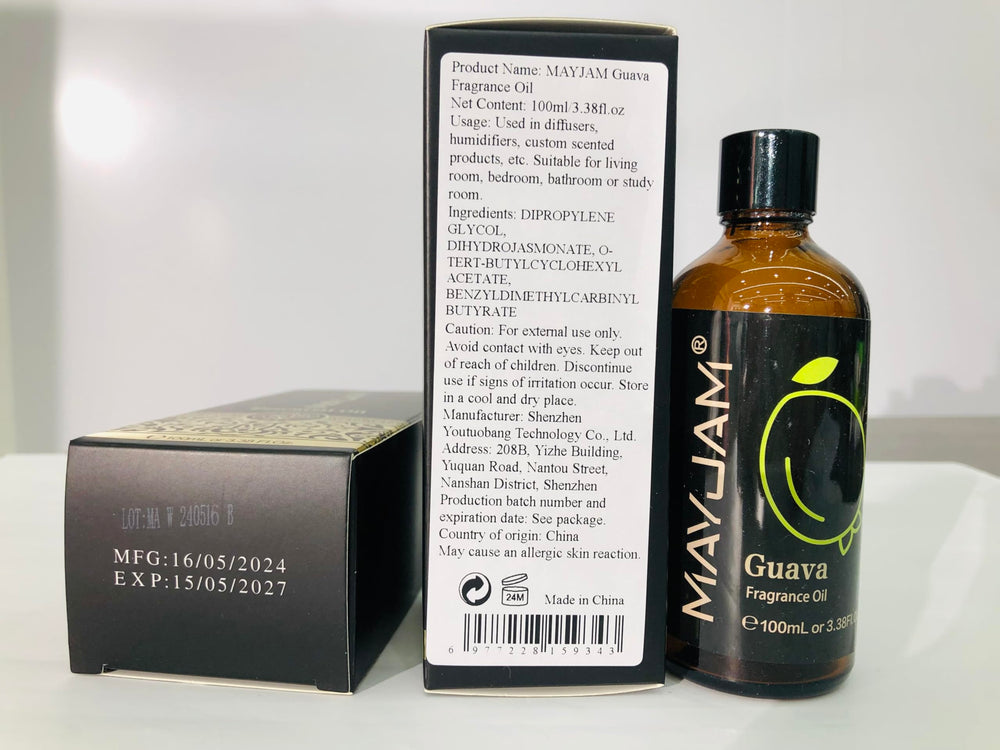 100mL or 3.38 Fl.Oz
LOT:MA W 240516 B
MFG:16/05/2024
EXP:15/05/2027
Product Name: MAYJAM Guava
Fragrance Oil
Net Content: 100ml/3.38fl.oz
Usage: Used in diffusers,
humidifiers, custom scented
products, etc. Suitable for living
room, bedroom, bathroom or study
room.
Ingredients: DIPROPYLENE
GLYCOL,
DIHYDROJASMONATE, O-
TERT-BUTYLCYCLOHEXYL
ACETATE,
BENZYLDIMETHYLCARBINYL
BUTYRATE
Caution: For external use only.
Avoid contact with eyes. Keep out
of reach of children. Discontinue
use if signs of irritation occur. Store
in a cool and dry place.
Manufacturer: Shenzhen
Youtuobang Technology Co., Ltd.
Address: 208B, Yizhe Building,
Yuquan Road, Nantou Street,
Nanshan District, Shenzhen
Production batch number and
expiration date: See package.
Country of origin: China
May cause an allergic skin reaction.
24M
Made in China
6 977228 159343
MAYJAM®
Guava
Fragrance Oil
℮100mL or 3.38Fl